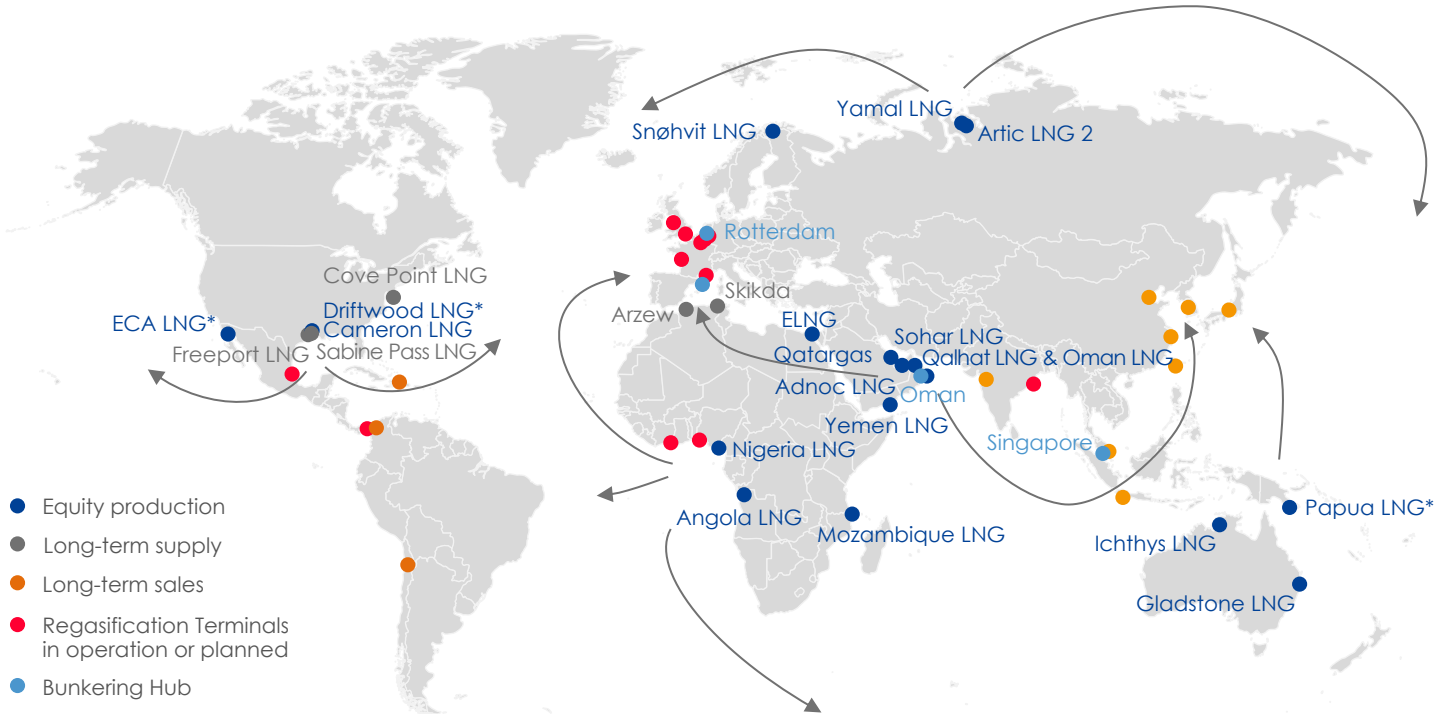 Yamal LNG
Snøhvit LNG
Artic LNG 2
Rotterdam
Cove Point LNG
Skikda
Driftwood LNG*
Arzew
ECA LNG*
Cameron LNG
ELNG
Sohar LNG
Freeport LNG
Sabine Pass LNG
Qatargas
Qalhat LNG & Oman LNG
Adnoc LNG
Oman
Yemen LNG
Singapore
Nigeria LNG
Equity production
Papua LNG*
Angola LNG
Mozambique LNG
Long-term supply
Ichthys LNG
Long-term sales
Gladstone LNG
Regasification Terminals
in operation or planned
Bunkering Hub